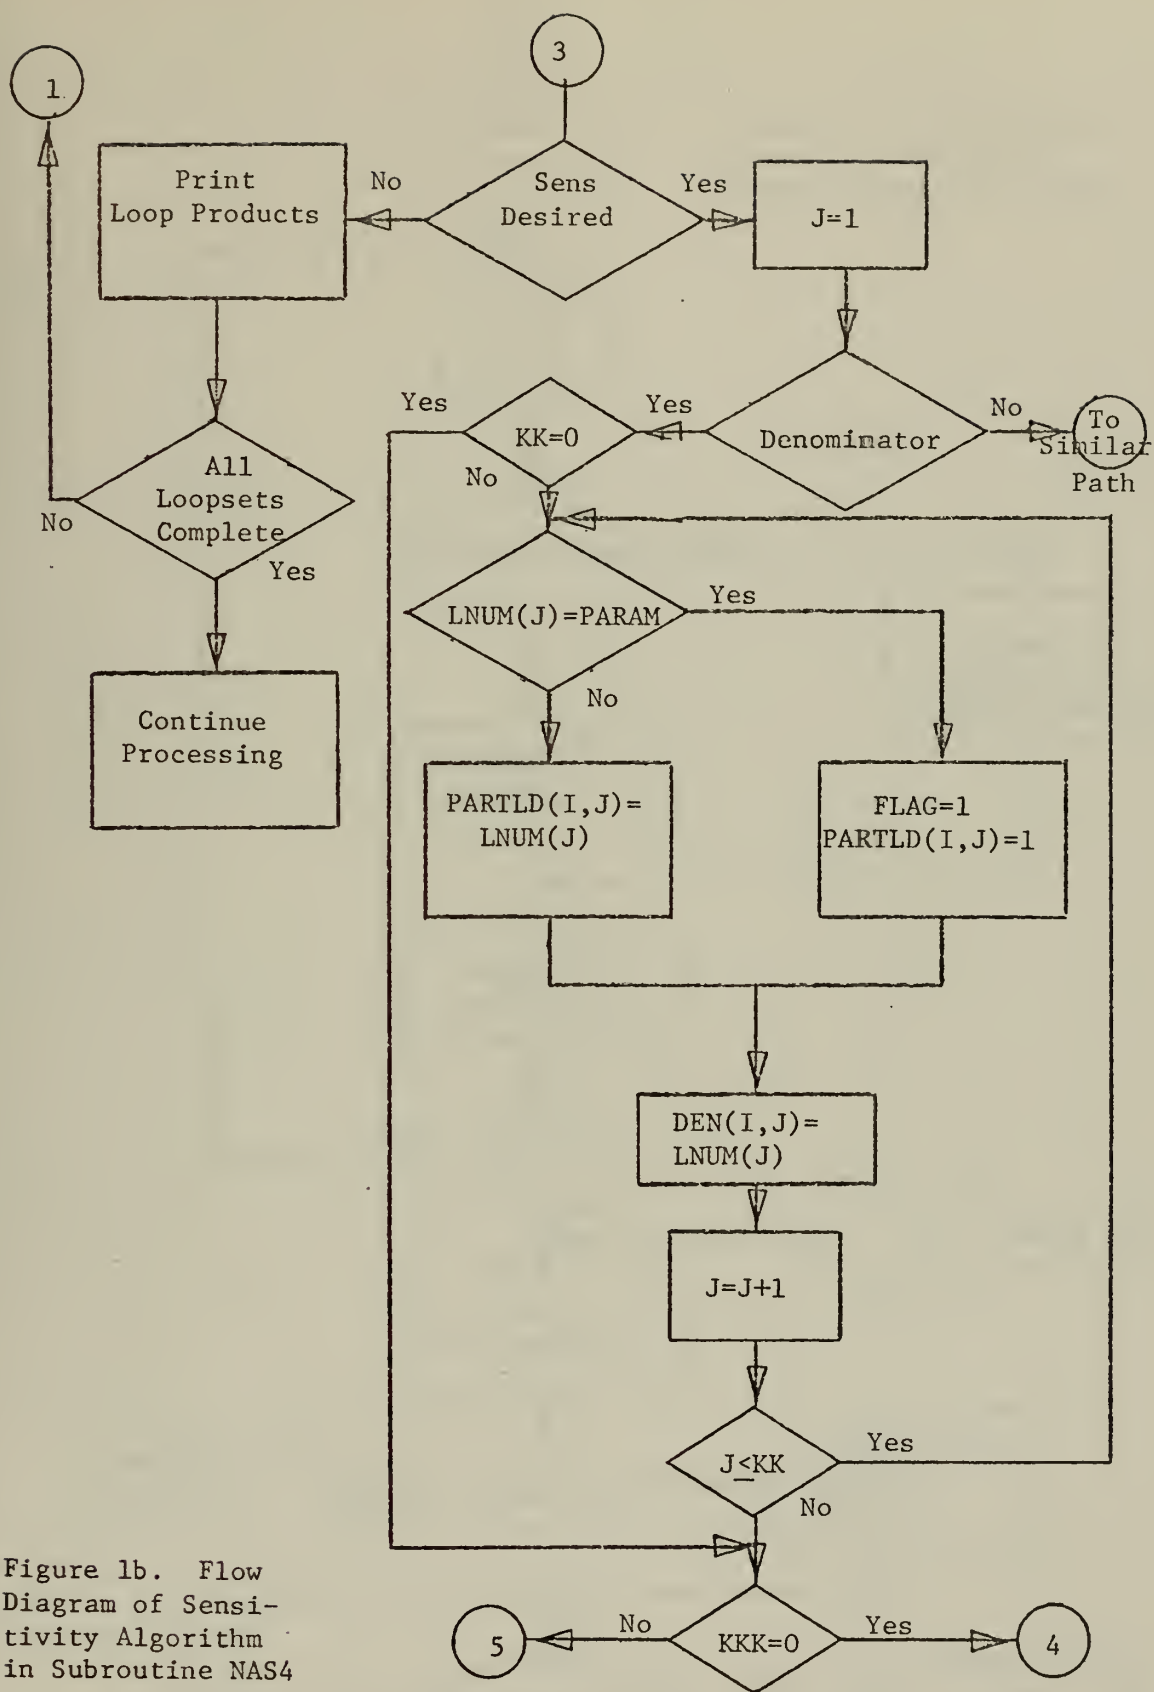 3
1
Print
Loop Products
No
Sens
Desired
Yes
J=1
Yes
KK=0
Yes
Denominator
No
To
Similar
Path
No
All
Loopsets
Complete
No
Yes
LNUM(J)=PARAM
Yes
No
Continue
Processing
PARTLD(I,J)=
LNUM(J)
FLAG=1
PARTLD(I,J)=1
DEN(I,J)=
LNUM(J)
J=J+1
J≤KK
Yes
No
Figure 1b. Flow
Diagram of Sensi-
tivity Algorithm
in Subroutine NAS4
5
No
KKK=0
Yes
4